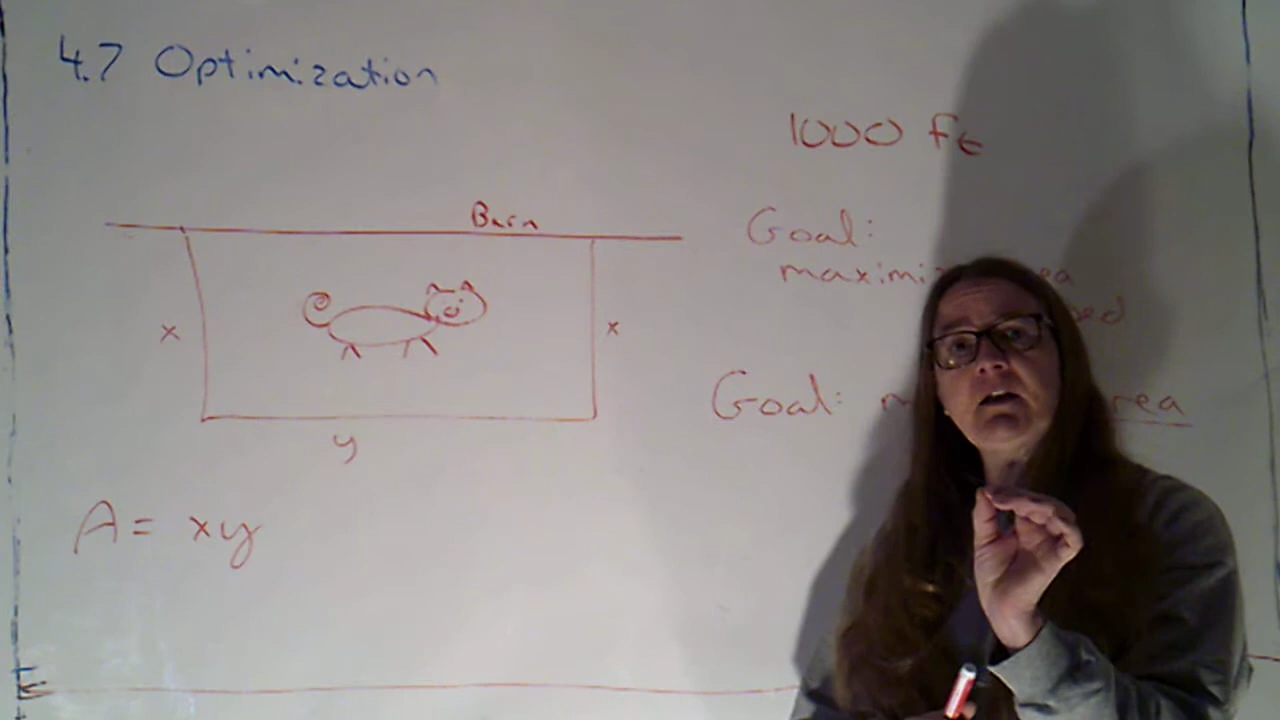 4.7 Optimization
1000 ft
Barn
Goal:
x
x
Goal:
y
A = xy